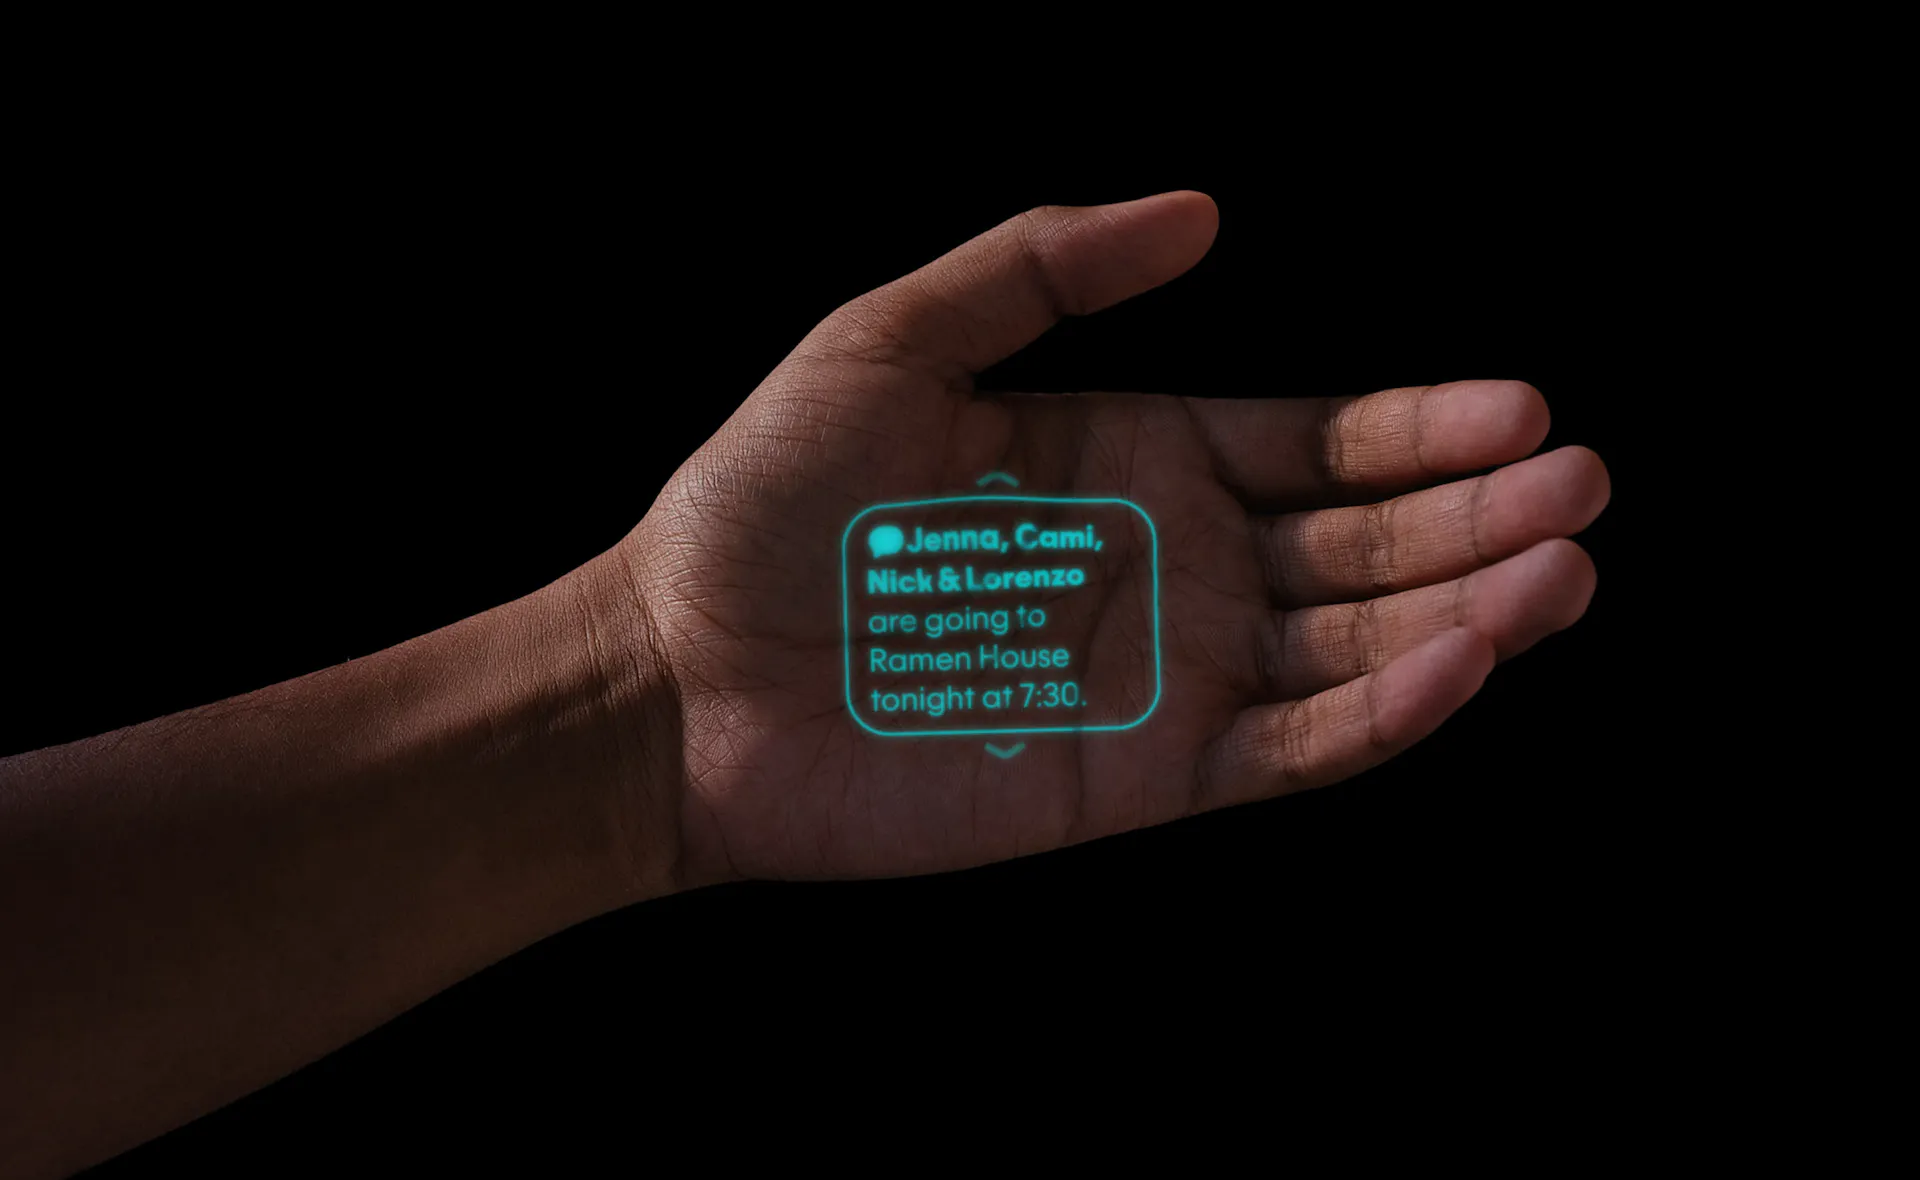 Jenna, Cami,
Nick & Lorenzo
are going to
Ramen House
tonight at 7:30.